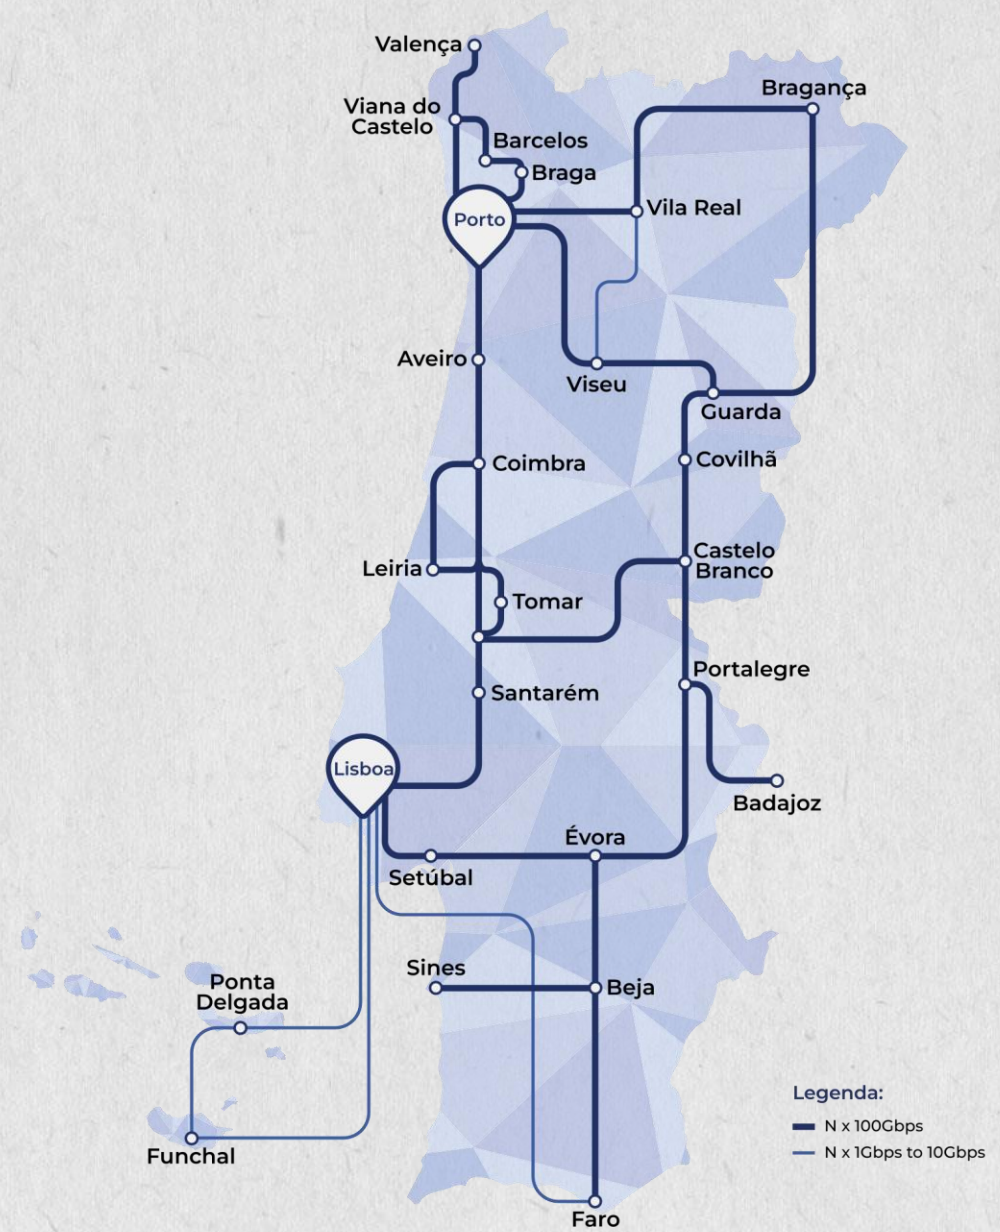 Valença
Bragança
Viana do
Castelo
Barcelos
Braga
Vila Real
Porto
Aveiro
Viseu
Guarda
Coimbra
Covilhã
Castelo
Branco
Leiria
Tomar
Portalegre
Santarém
Lisboa
Badajoz
Évora
Setúbal
Sines
Ponta
Delgada
Beja
Legenda:
N x 100Gbps
N x 1Gbps to 10Gbps
Funchal
Faro